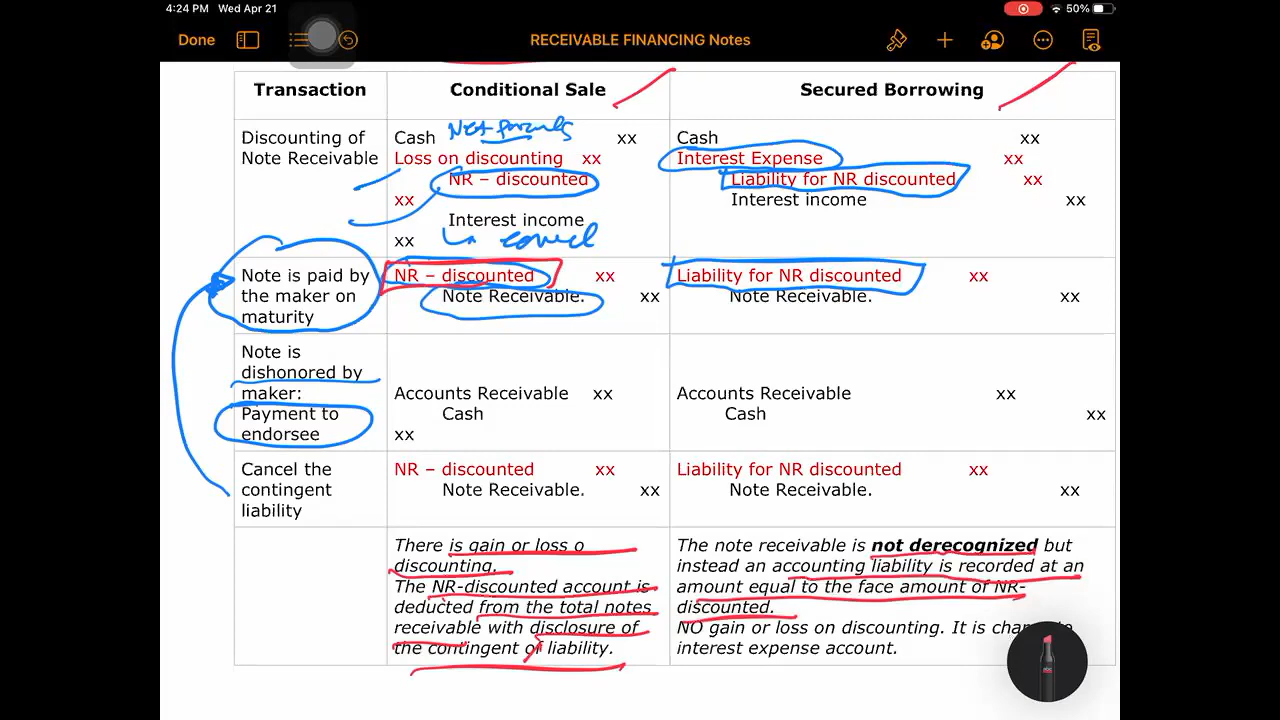 4:24 PM Wed Apr 21
50%
Done
RECEIVABLE FINANCING Notes
Transaction
Conditional Sale
Secured Borrowing
Discounting of
Note Receivable
Cash Net proceeds xx
Loss on discounting xx
NR – discounted
xx
Interest income
xx earned
Cash xx
Interest Expense xx
Liability for NR discounted xx
Interest income xx
Note is paid by
the maker on
maturity
NR – discounted xx
Note Receivable. xx
Liability for NR discounted xx
Note Receivable. xx
Note is
dishonored by
maker:
Payment to
endorsee
Accounts Receivable xx
Cash
xx
Accounts Receivable xx
Cash xx
Cancel the
contingent
liability
NR – discounted xx
Note Receivable. xx
Liability for NR discounted xx
Note Receivable. xx
There is gain or loss o
discounting.
The NR-discounted account is
deducted from the total notes
receivable with disclosure of
the contingent of liability.
The note receivable is not derecognized but
instead an accounting liability is recorded at an
amount equal to the face amount of NR-
discounted.
NO gain or loss on discounting. It is
interest expense account.